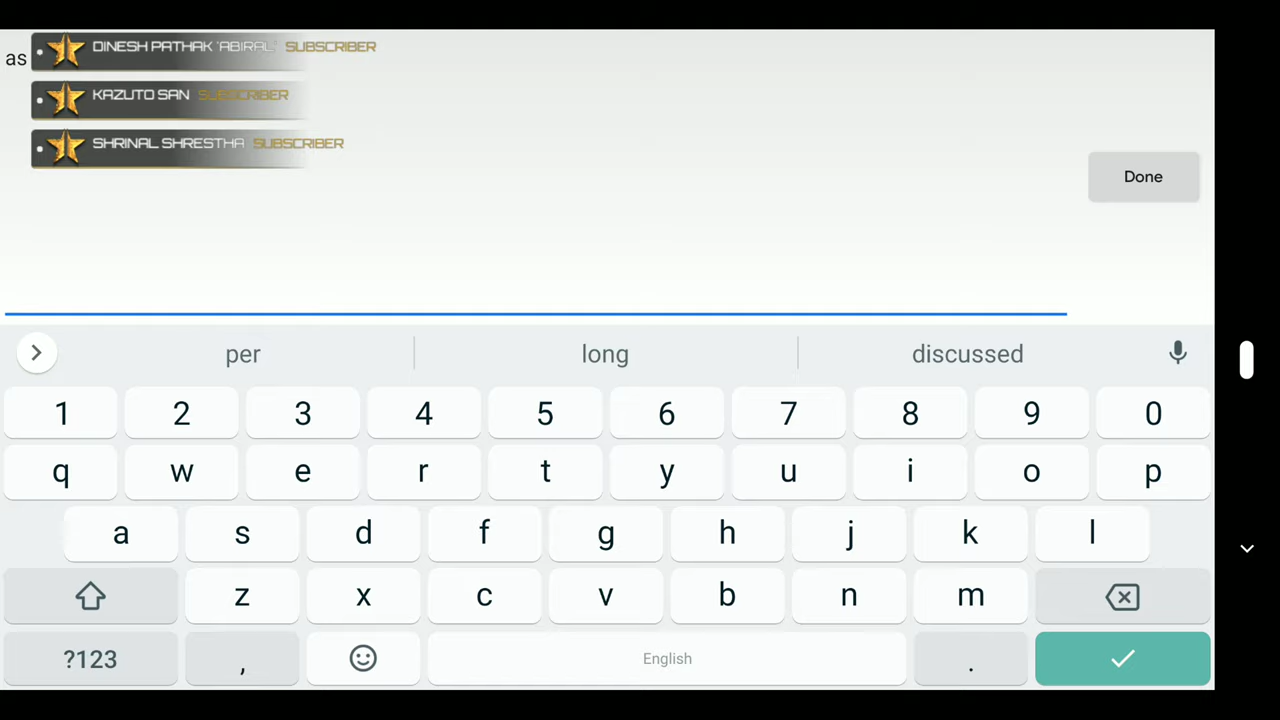 as
DINESH PATHAK 'ABIRAL' SUBSCRIBER
KAZUTO SAN SUBSCRIBER
SHRINAL SHRESTHA SUBSCRIBER
Done
per long discussed
1 2 3 4 5 6 7 8 9 0
q w e r t y u i o p
a s d f g h j k l
z x c v b n m
?123 , English .